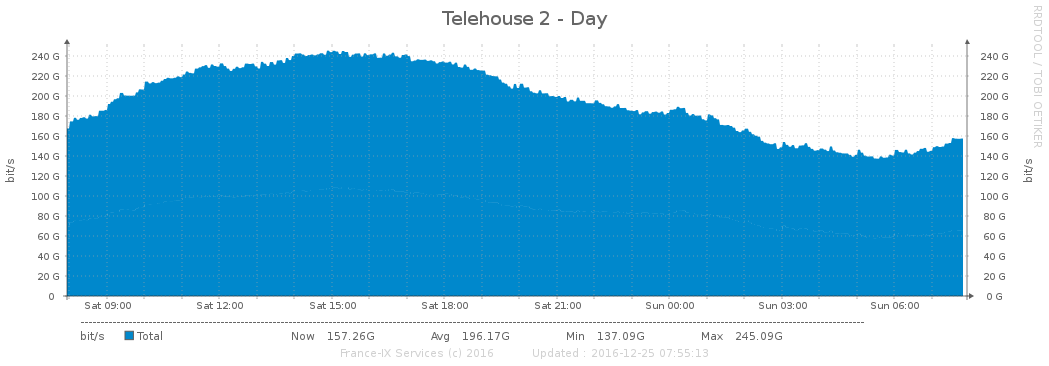 Telehouse 2 - Day
RRDTOOL / TOBI OETIKER
bit/s
240 G
220 G
200 G
180 G
160 G
140 G
120 G
100 G
80 G
60 G
40 G
20 G
0
240 G
220 G
200 G
180 G
160 G
140 G
120 G
100 G
80 G
60 G
40 G
20 G
0 G
bit/s
Sat 09:00 Sat 12:00 Sat 15:00 Sat 18:00 Sat 21:00 Sun 00:00 Sun 03:00 Sun 06:00
bit/s Total Now 157.26G Avg 196.17G Min 137.09G Max 245.09G
France-IX Services (c) 2016 Updated : 2016-12-25 07:55:13